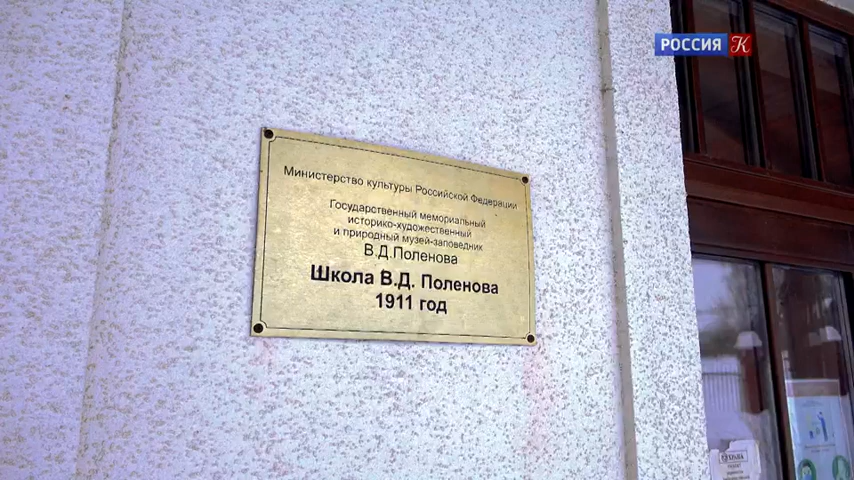 РОССИЯ К
Министерство культуры Российской Федерации
Государственный мемориальный
историко-художественный
и природный музей-заповедник
В.Д.Поленова
Школа В.Д. Поленова
1911 год